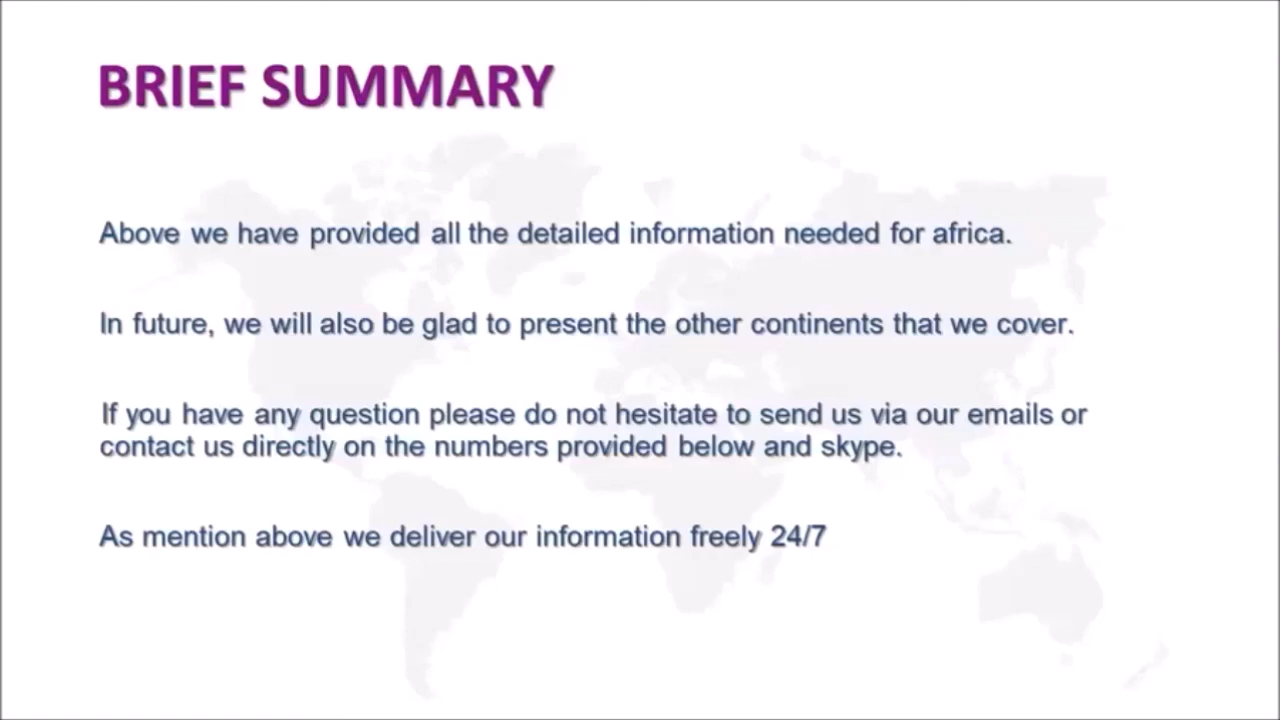 BRIEF SUMMARY
Above we have provided all the detailed information needed for africa.
In future, we will also be glad to present the other continents that we cover.
If you have any question please do not hesitate to send us via our emails or
contact us directly on the numbers provided below and skype.
As mention above we deliver our information freely 24/7